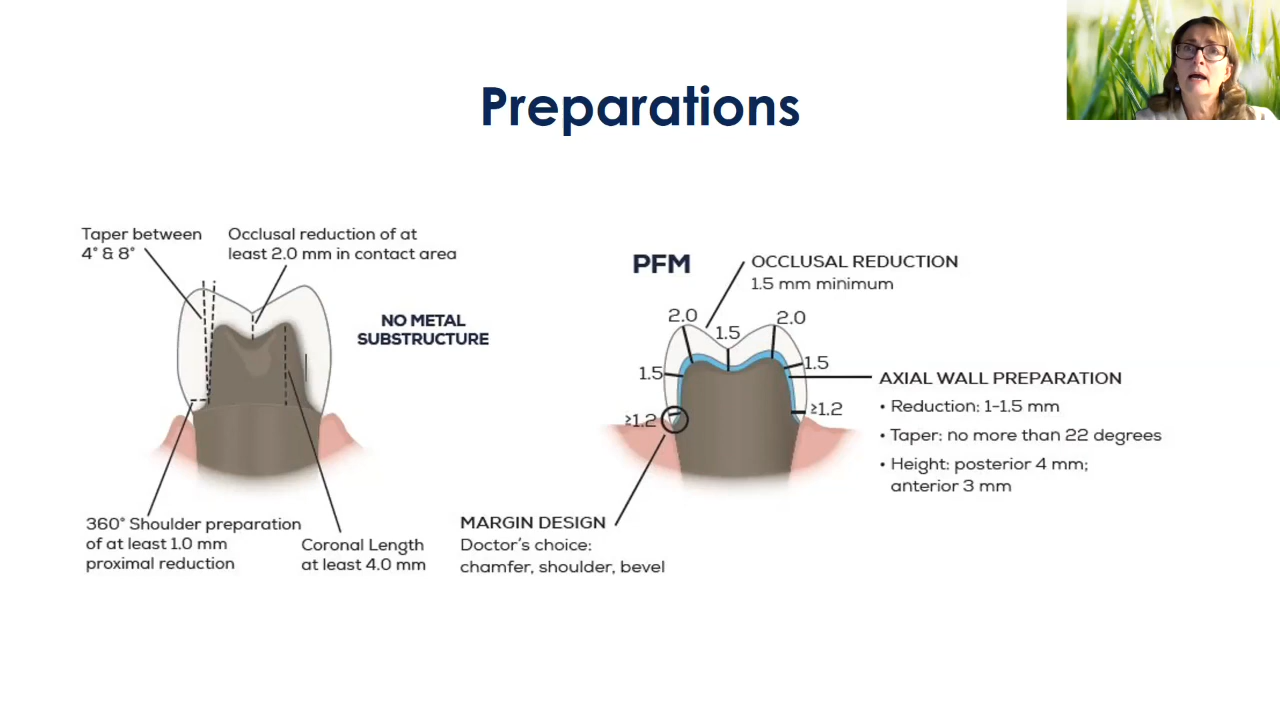 Preparations
Taper between
4° & 8°
Occlusal reduction of at
least 2.0 mm in contact area
NO METAL
SUBSTRUCTURE
360° Shoulder preparation
of at least 1.0 mm
proximal reduction
Coronal Length
at least 4.0 mm
PFM
OCCLUSAL REDUCTION
1.5 mm minimum
2.0
1.5
2.0
1.5
1.5
≥1.2
≥1.2
AXIAL WALL PREPARATION
• Reduction: 1-1.5 mm
• Taper: no more than 22 degrees
• Height: posterior 4 mm;
anterior 3 mm
MARGIN DESIGN
Doctor's choice:
chamfer, shoulder, bevel